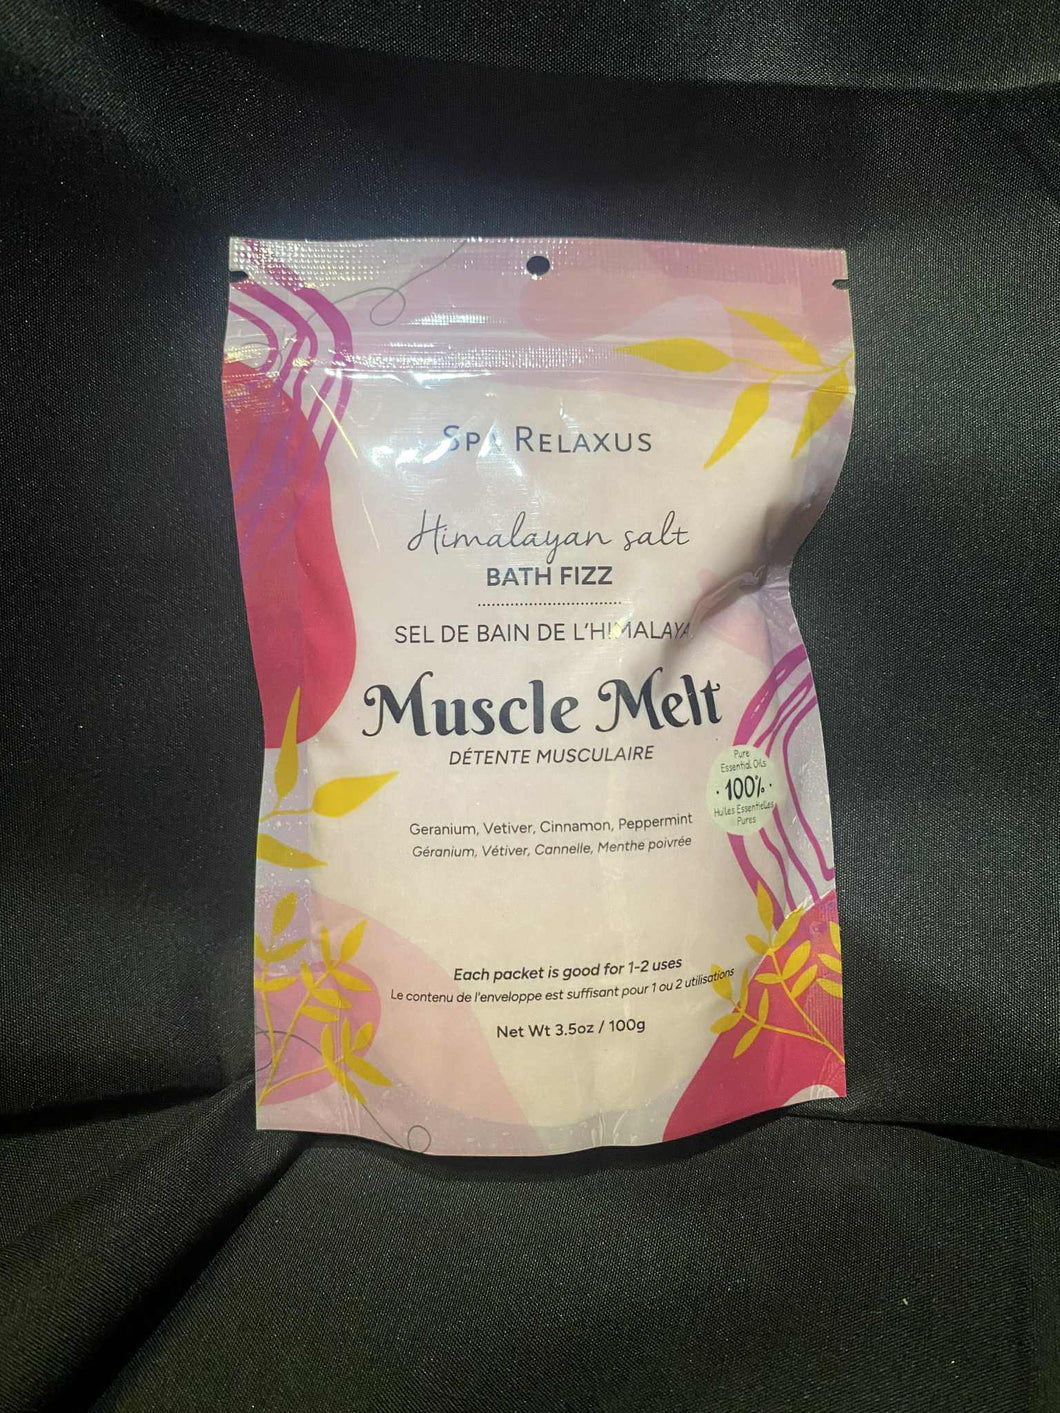 SPA RELAXUS
Himalayan salt
BATH FIZZ
SEL DE BAIN DE L'HIMALAYA
Muscle Melt
DÉTENTE MUSCULAIRE
Pure
Essential Oils
· 100% ·
Huiles Essentielles
Pures
Geranium, Vetiver, Cinnamon, Peppermint
Géranium, Vétiver, Cannelle, Menthe poivrée
Each packet is good for 1-2 uses
Le contenu de l'enveloppe est suffisant pour 1 ou 2 utilisations
Net Wt 3.5oz / 100g